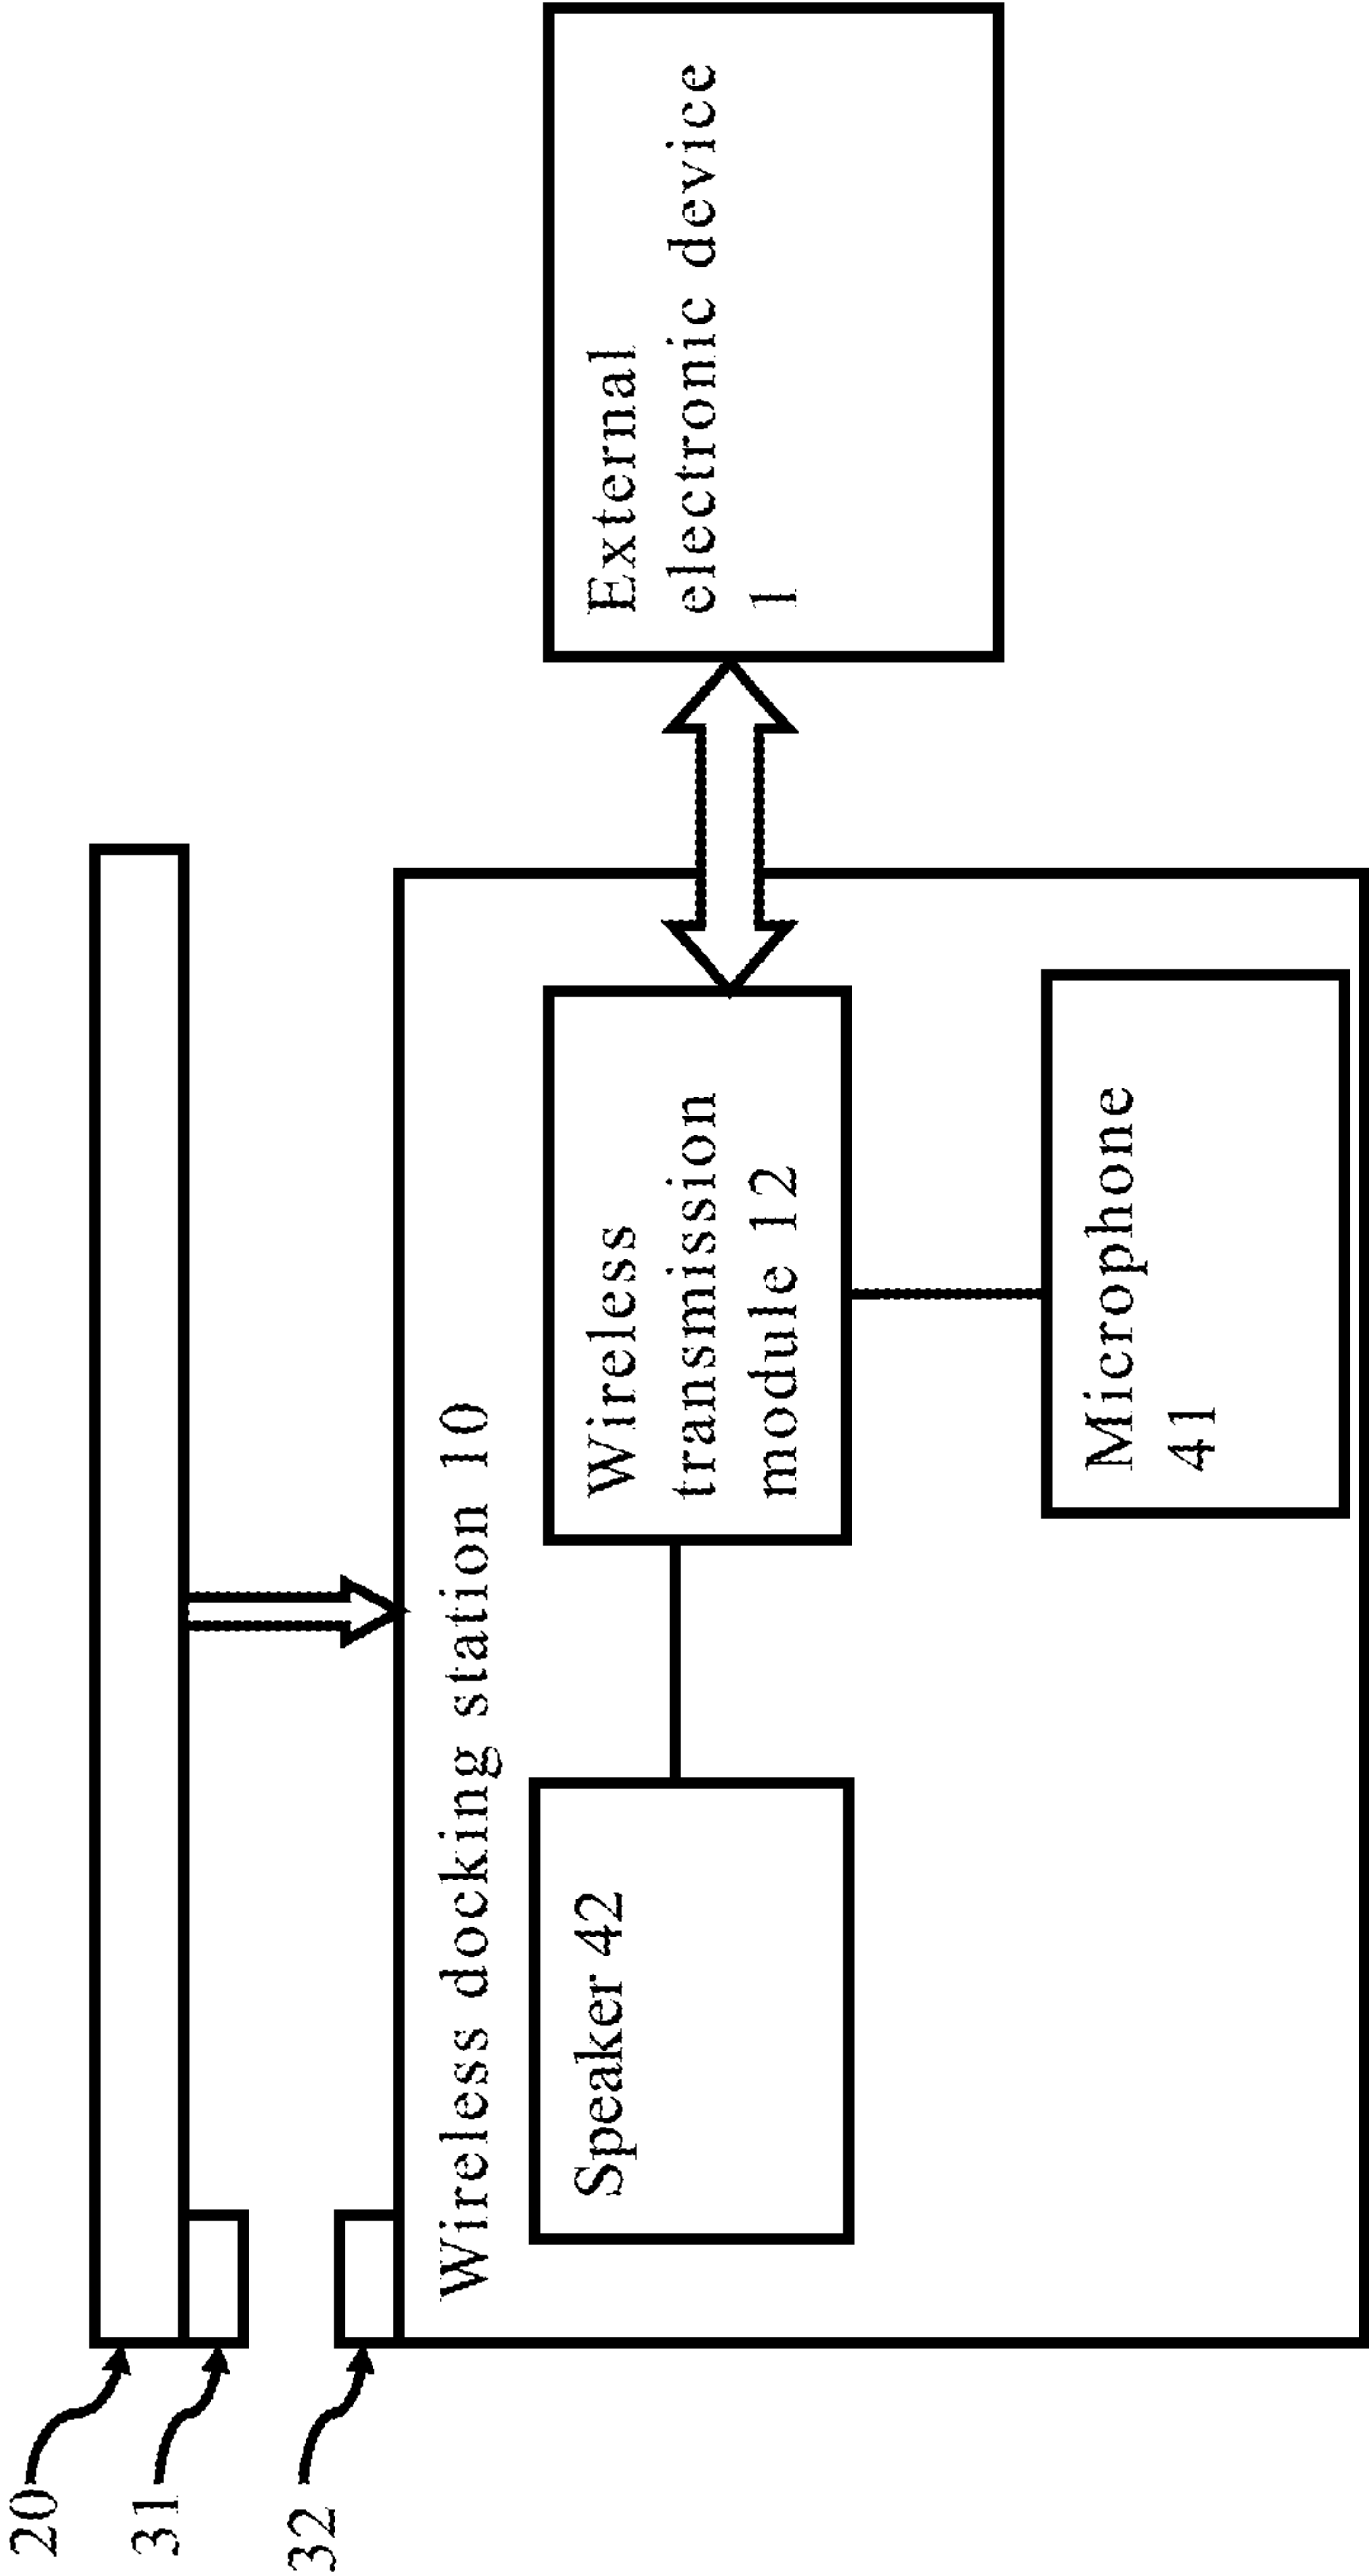 20
31
32
Wireless docking station 10
Speaker 42
Wireless
transmission
module 12
Microphone
41
External
electronic device
1